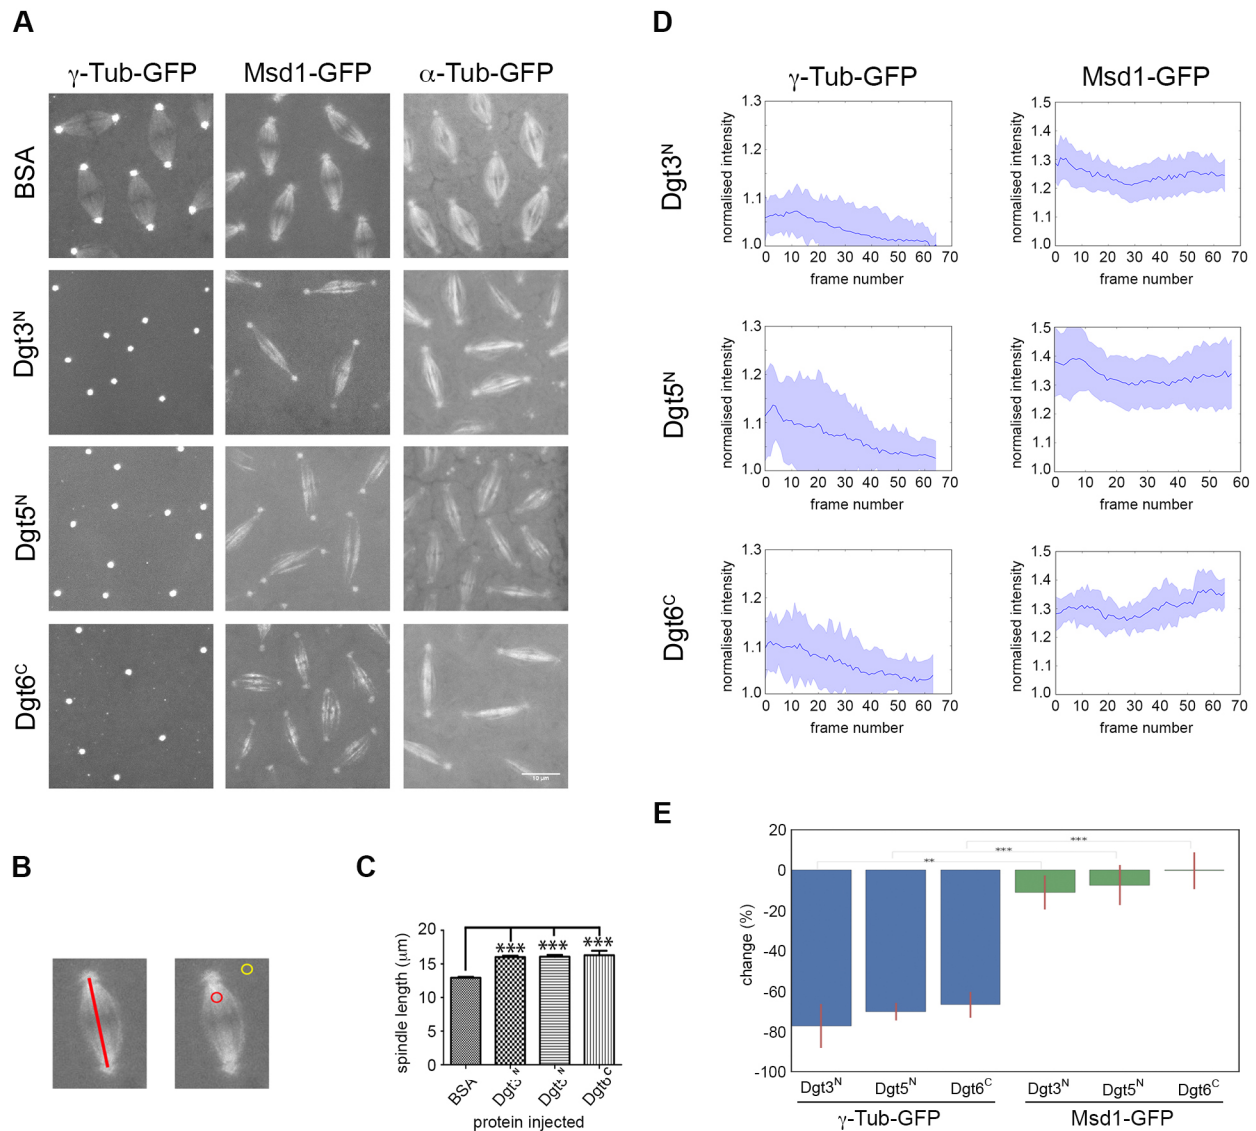 A
γ-Tub-GFP Msd1-GFP α-Tub-GFP
BSA
Dgt3N
Dgt5N
Dgt6C
10 μm
B
C
spindle length (μm)
20
15
10
5
0
*** *** ***
BSA Dgt3N Dgt5N Dgt6C
protein injected
D
γ-Tub-GFP Msd1-GFP
Dgt3N
normalised intensity
1.3
1.2
1.1
1.0
0 10 20 30 40 50 60 70
frame number
normalised intensity
1.5
1.4
1.3
1.2
1.1
1.0
0 10 20 30 40 50 60 70
frame number
Dgt5N
normalised intensity
1.3
1.2
1.1
1.0
0 10 20 30 40 50 60 70
frame number
normalised intensity
1.5
1.4
1.3
1.2
1.1
1.0
0 10 20 30 40 50 60
frame number
Dgt6C
normalised intensity
1.3
1.2
1.1
1.0
0 10 20 30 40 50 60 70
frame number
normalised intensity
1.5
1.4
1.3
1.2
1.1
1.0
0 10 20 30 40 50 60 70
frame number
E
change (%)
20
0
-20
-40
-60
-80
-100
** *** ***
Dgt3N Dgt5N Dgt6C Dgt3N Dgt5N Dgt6C
γ-Tub-GFP Msd1-GFP